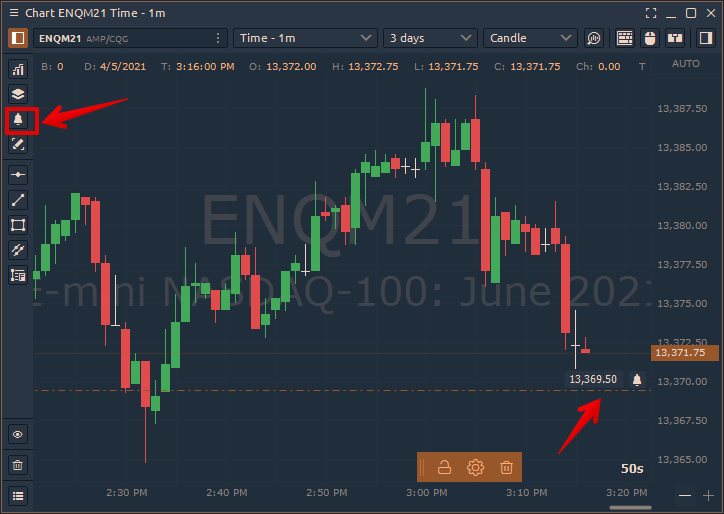 Chart ENQM21 Time - 1m
ENQM21 AMP/CQG Time - 1m 3 days Candle
B: 0 D: 4/5/2021 T: 3:16:00 PM O: 13,372.00 H: 13,372.75 L: 13,371.75 C: 13,371.75 Ch: 0.00 T AUTO
13,387.50
13,385.00
13,382.50
ENQM21
13,380.00
13,377.50
E-mini NASDAQ-100: June 2021
13,375.00
13,372.50
13,371.75
13,369.50
13,370.00
13,367.50
13,365.00
50s
2:30 PM 2:40 PM 2:50 PM 3:00 PM 3:10 PM 3:20 PM